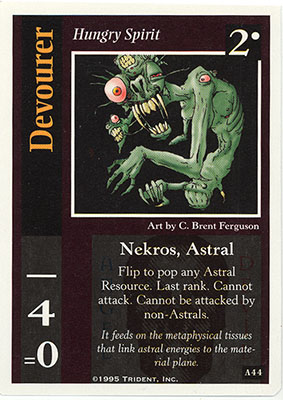 Devourer
Hungry Spirit
2•
Art by C. Brent Ferguson
Nekros, Astral
Flip to pop any Astral
Resource. Last rank. Cannot
attack. Cannot be attacked by
non-Astrals.
It feeds on the metaphysical tissues
that link astral energies to the mate-
rial plane.
—
4
=0
©1995 Trident, Inc.
A44